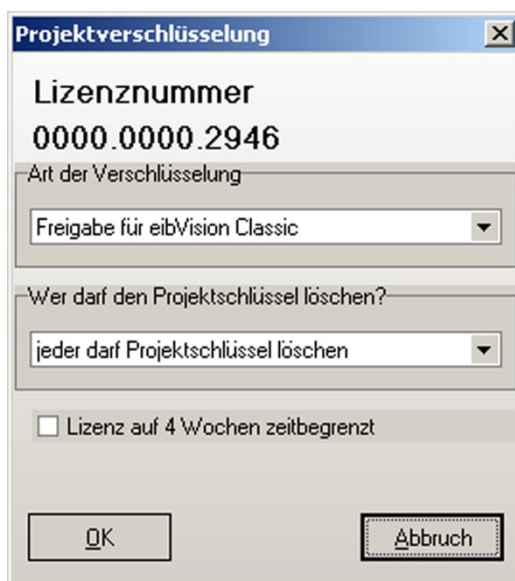 Projektverschlüsselung
Lizenznummer
0000.0000.2946
Art der Verschlüsselung
Freigabe für eibVision Classic
Wer darf den Projektschlüssel löschen?
jeder darf Projektschlüssel löschen
Lizenz auf 4 Wochen zeitbegrenzt
OK
Abbruch